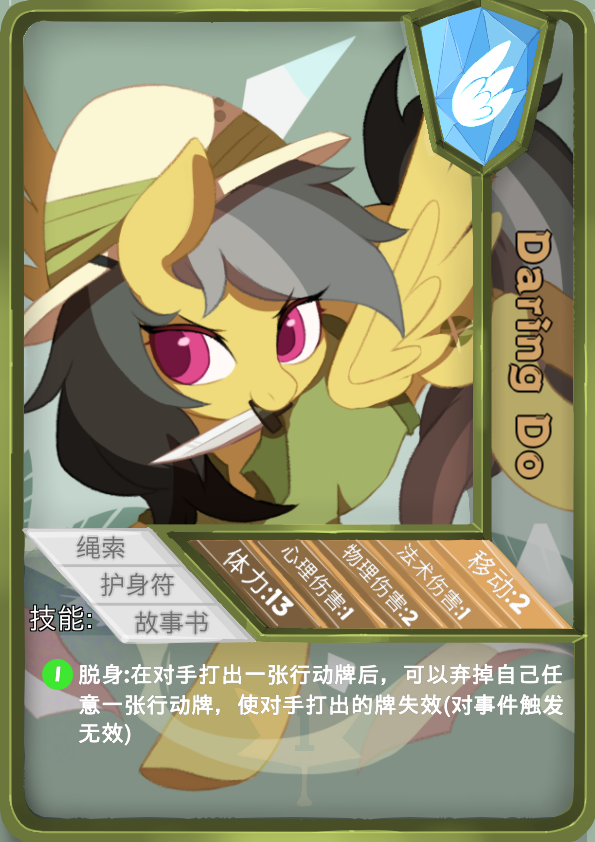 Daring Do
绳索
护身符
故事书
体力:13
心理伤害:1
物理伤害:2
法术伤害:1
移动:2
技能:
1 脱身:在对手打出一张行动牌后，可以弃掉自己任
意一张行动牌，使对手打出的牌失效(对事件触发
无效)